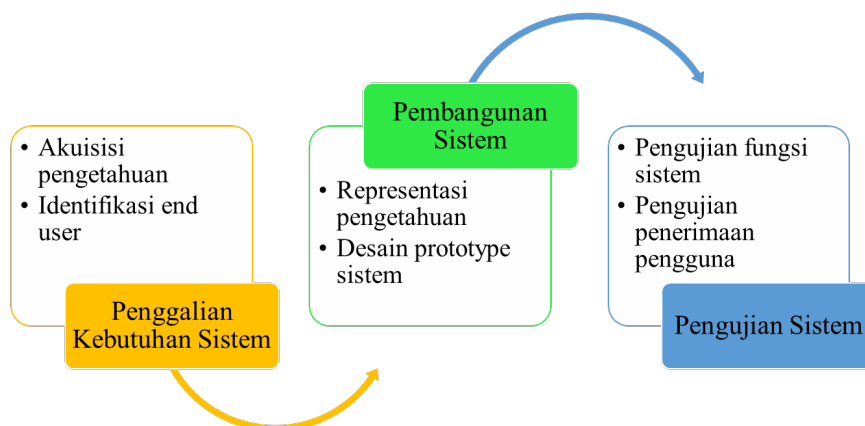 • Akuisisi
pengetahuan
• Identifikasi end
user
Penggalian
Kebutuhan Sistem
Pembangunan
Sistem
• Representasi
pengetahuan
• Desain prototype
sistem
• Pengujian fungsi
sistem
• Pengujian
penerimaan
pengguna
Pengujian Sistem